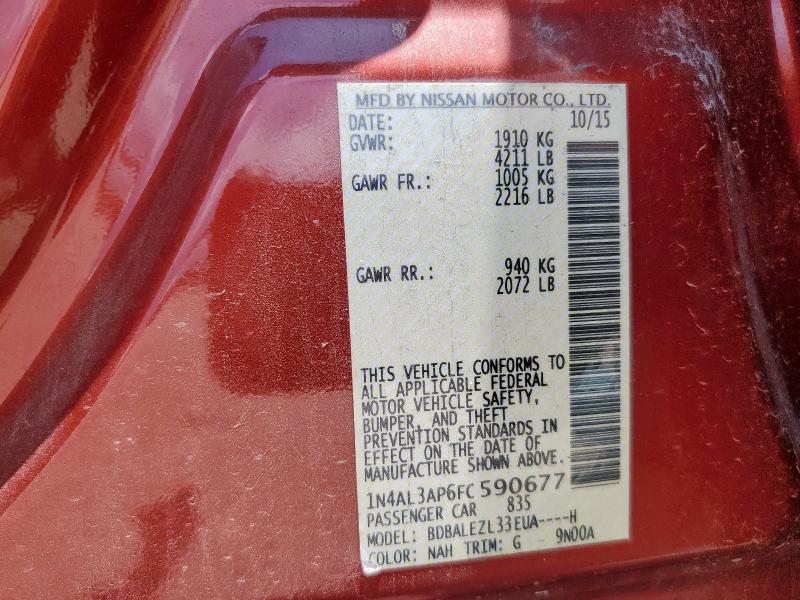 MFD BY NISSAN MOTOR CO., LTD.
DATE: 10/15
GVWR: 1910 KG
4211 LB
GAWR FR.: 1005 KG
2216 LB
GAWR RR.: 940 KG
2072 LB
THIS VEHICLE CONFORMS TO
ALL APPLICABLE FEDERAL
MOTOR VEHICLE SAFETY,
BUMPER, AND THEFT
PREVENTION STANDARDS IN
EFFECT ON THE DATE OF
MANUFACTURE SHOWN ABOVE.
1N4AL3AP6FC590677
PASSENGER CAR 835
MODEL: BDBALEZL33EUA----H
COLOR: NAH TRIM: G 9N00A